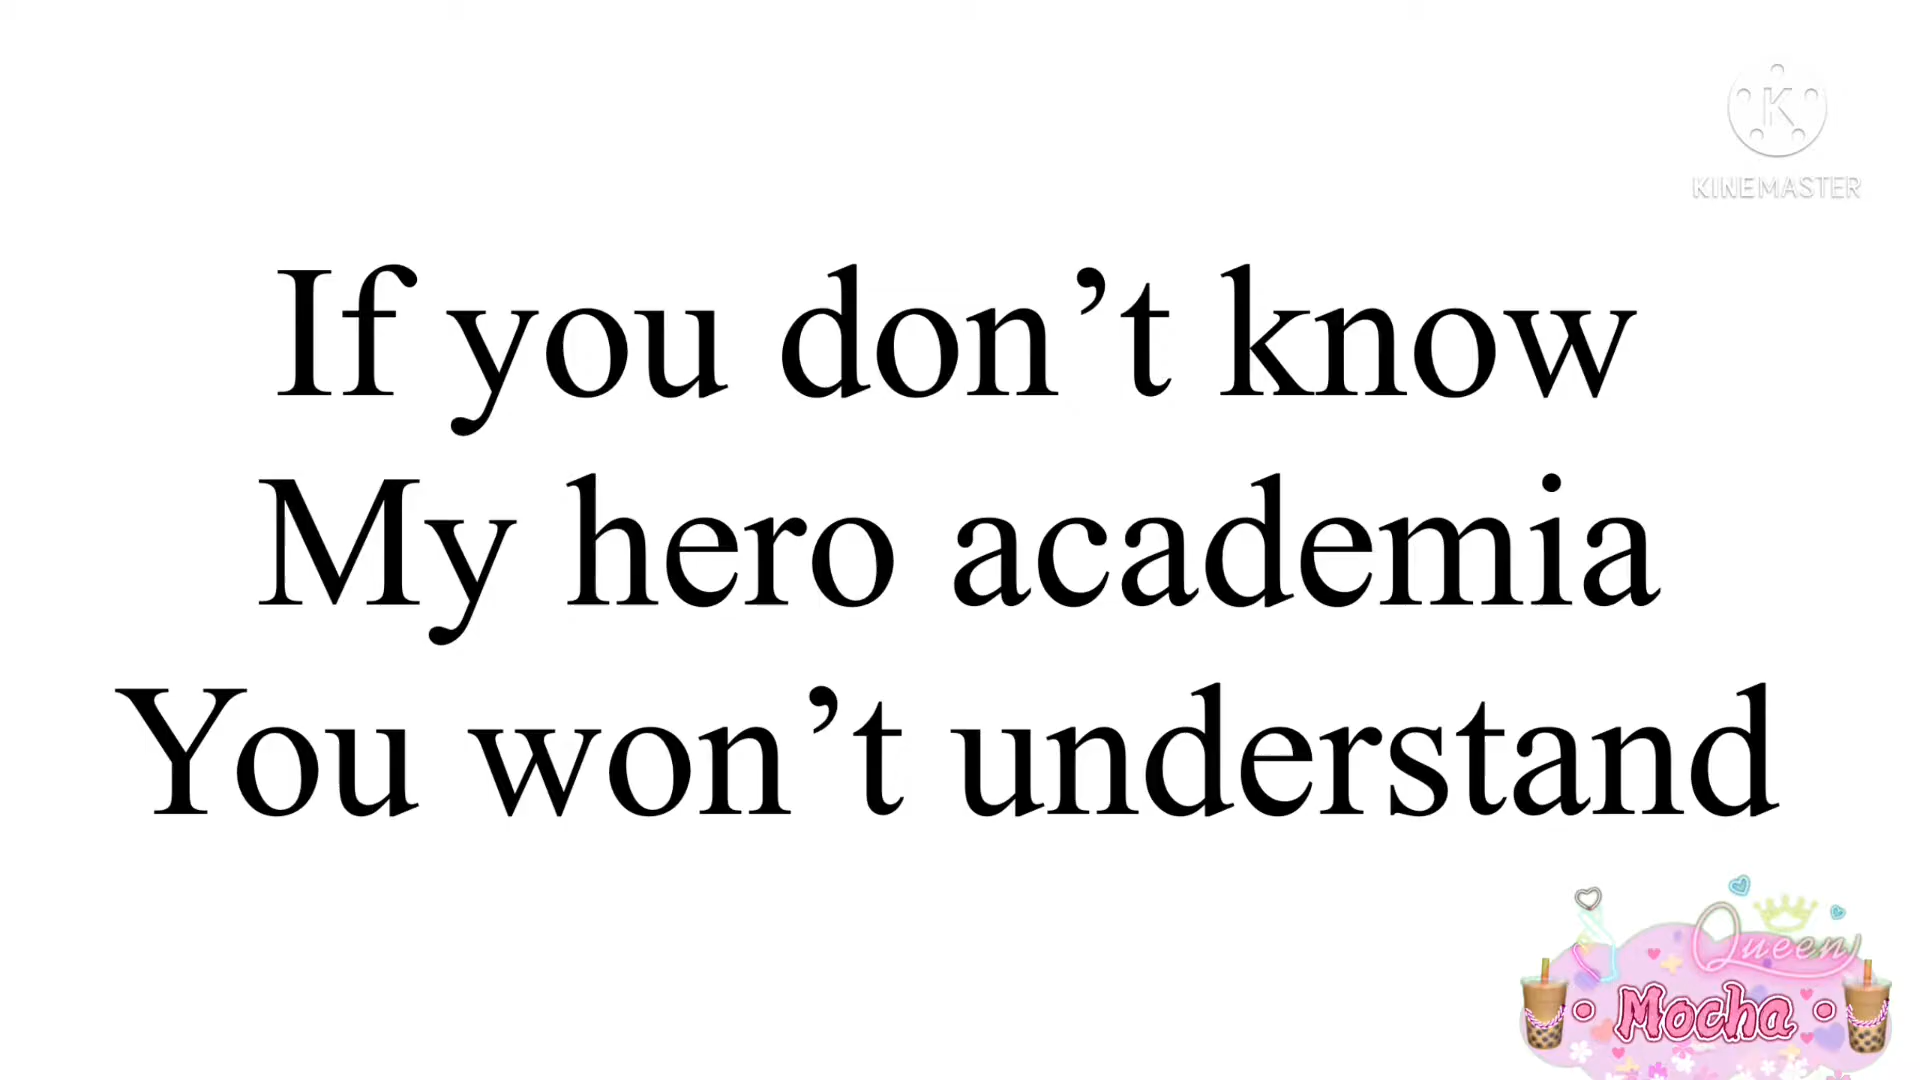 K
KINEMASTER
If you don’t know
My hero academia
You won’t understand
Queen
• Mocha •